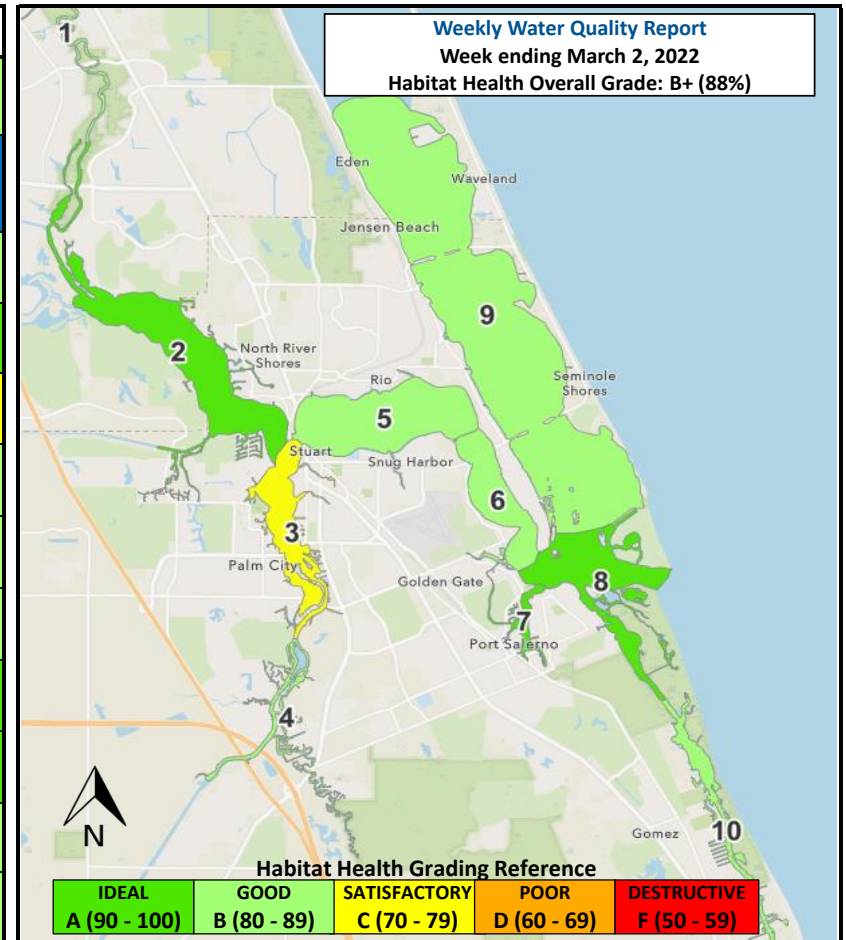 Weekly Water Quality Report
Week ending March 2, 2022
Habitat Health Overall Grade: B+ (88%)
1
Eden
Waveland
Jensen Beach
9
2
North River
Shores
Rio
Seminole
Shores
5
Stuart
Snug Harbor
6
3
Palm City
Golden Gate
8
7
Port Salerno
4
N
Gomez
10
Habitat Health Grading Reference
IDEAL
A (90 - 100)
GOOD
B (80 - 89)
SATISFACTORY
C (70 - 79)
POOR
D (60 - 69)
DESTRUCTIVE
F (50 - 59)